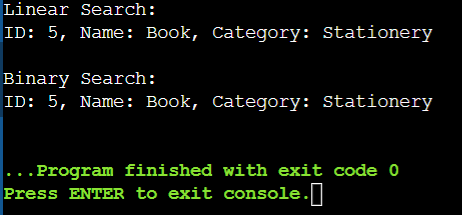 Linear Search:
ID: 5, Name: Book, Category: Stationery
Binary Search:
ID: 5, Name: Book, Category: Stationery
...Program finished with exit code 0
Press ENTER to exit console.